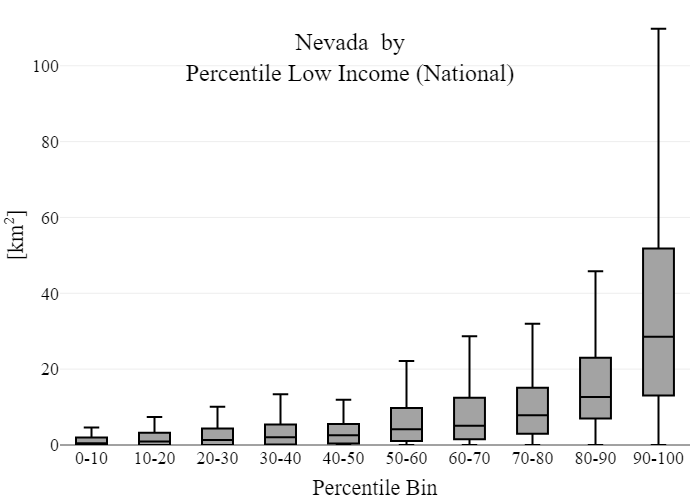 Nevada by
Percentile Low Income (National)
100
80
60
40
20
0
[km²]
0-10 10-20 20-30 30-40 40-50 50-60 60-70 70-80 80-90 90-100
Percentile Bin